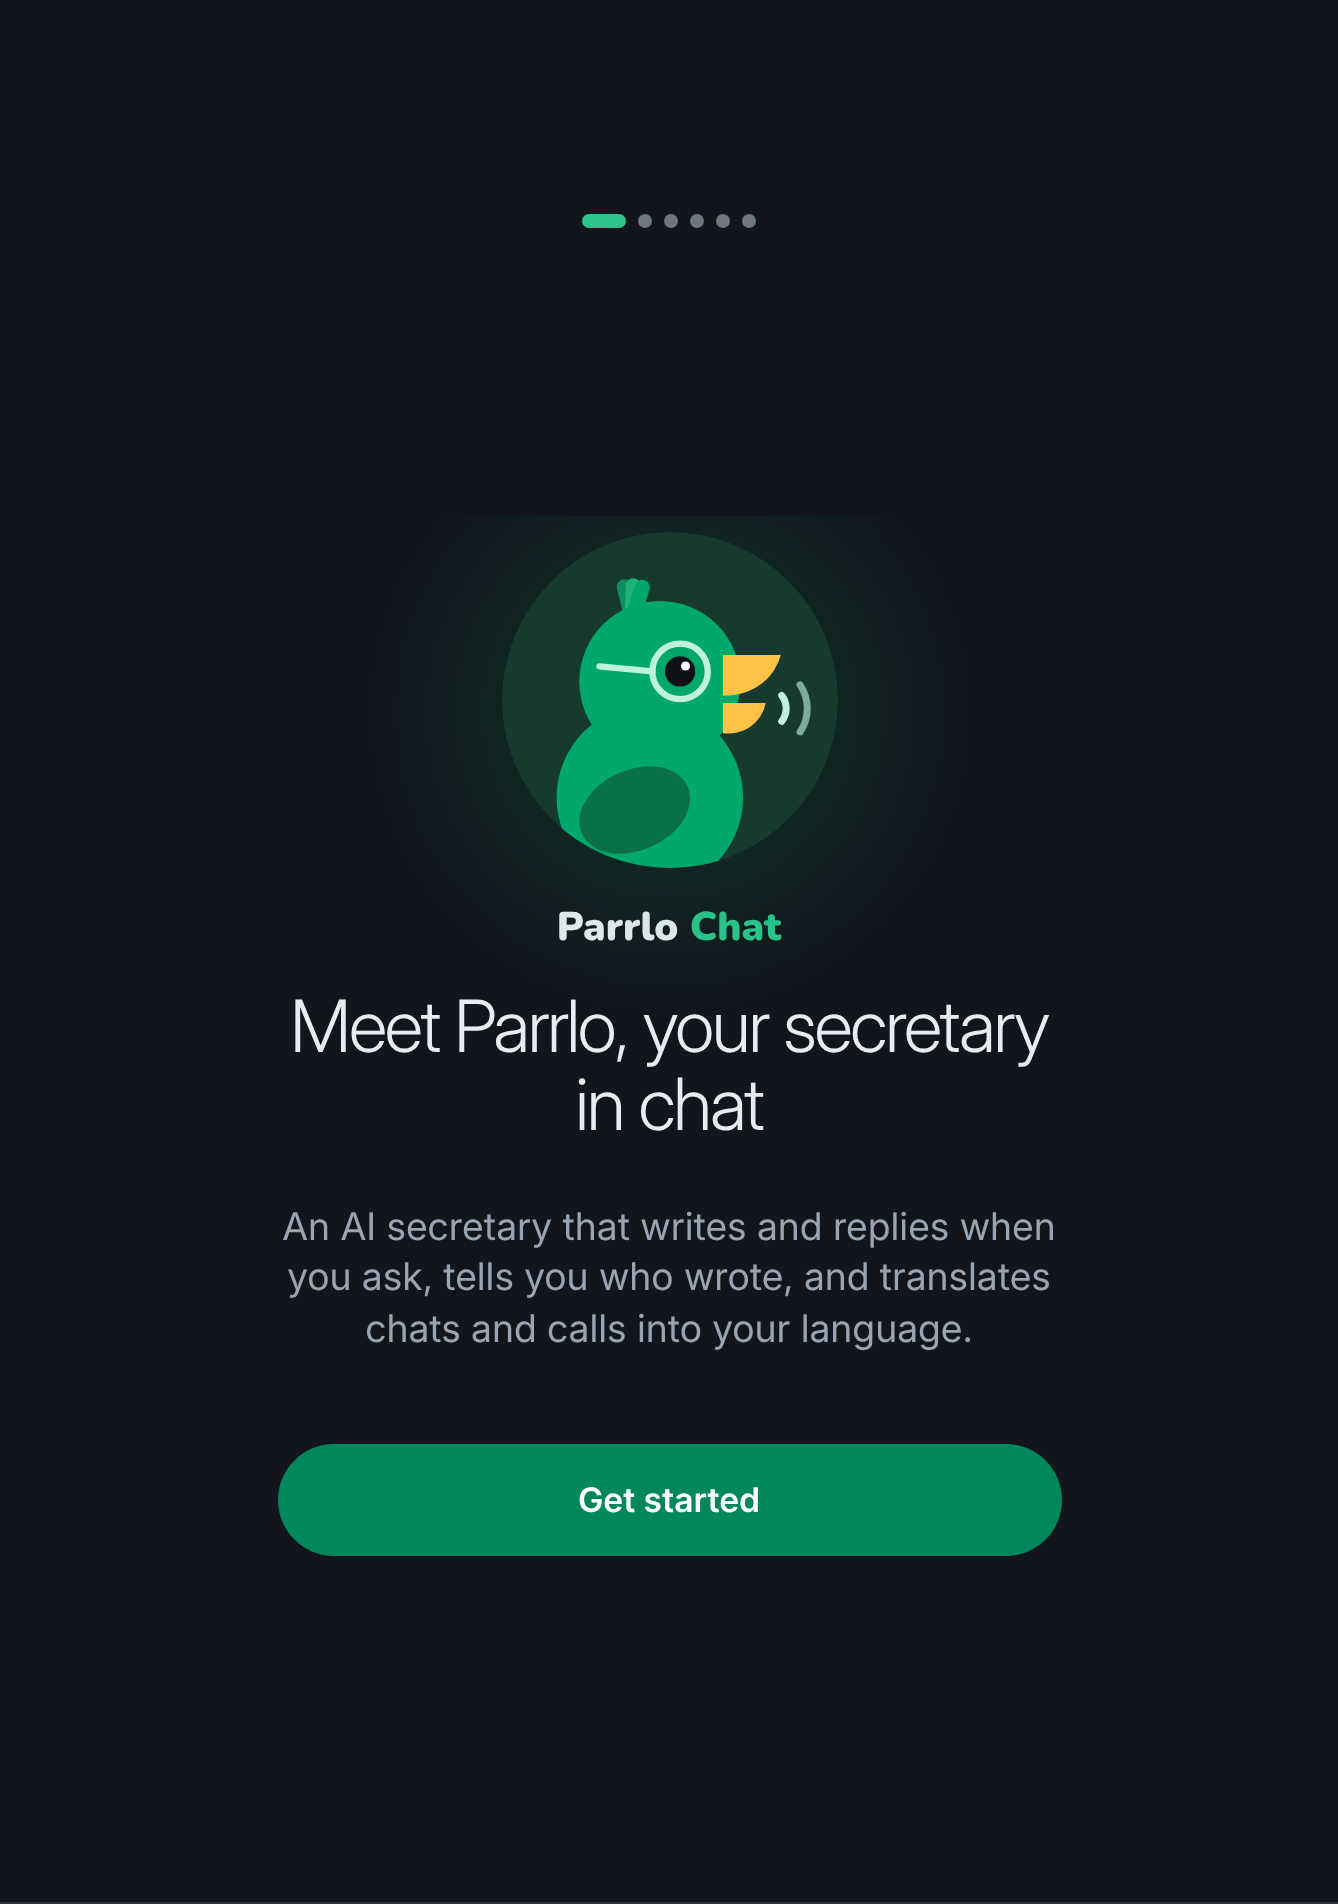 Parrlo Chat
Meet Parrlo, your secretary
in chat
An AI secretary that writes and replies when
you ask, tells you who wrote, and translates
chats and calls into your language.
Get started